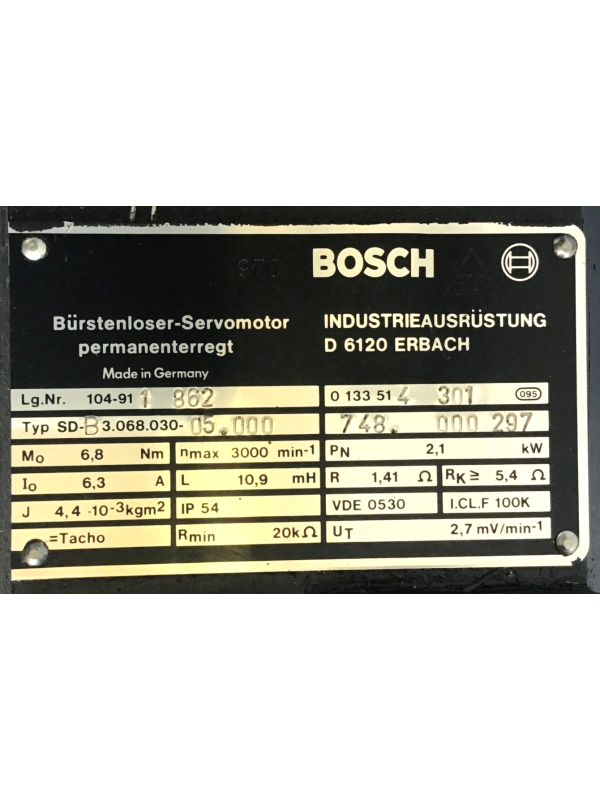 970 BOSCH
Bürstenloser-Servomotor
permanenterregt
Made in Germany
INDUSTRIEAUSRÜSTUNG
D 6120 ERBACH
Lg.Nr. 104-91 1 862
0 133 51 4 301 095
Typ SD-B3.068.030-05.000
748. 000 297
M₀ 6,8 Nm
nmax 3000 min-1
PN 2,1 kW
I₀ 6,3 A
L 10,9 mH
R 1,41 Ω
RK≥ 5,4 Ω
J 4,4 ·10-3kgm2
IP 54
VDE 0530
I.CL.F 100K
=Tacho
Rmin 20kΩ
UT 2,7 mV/min-1